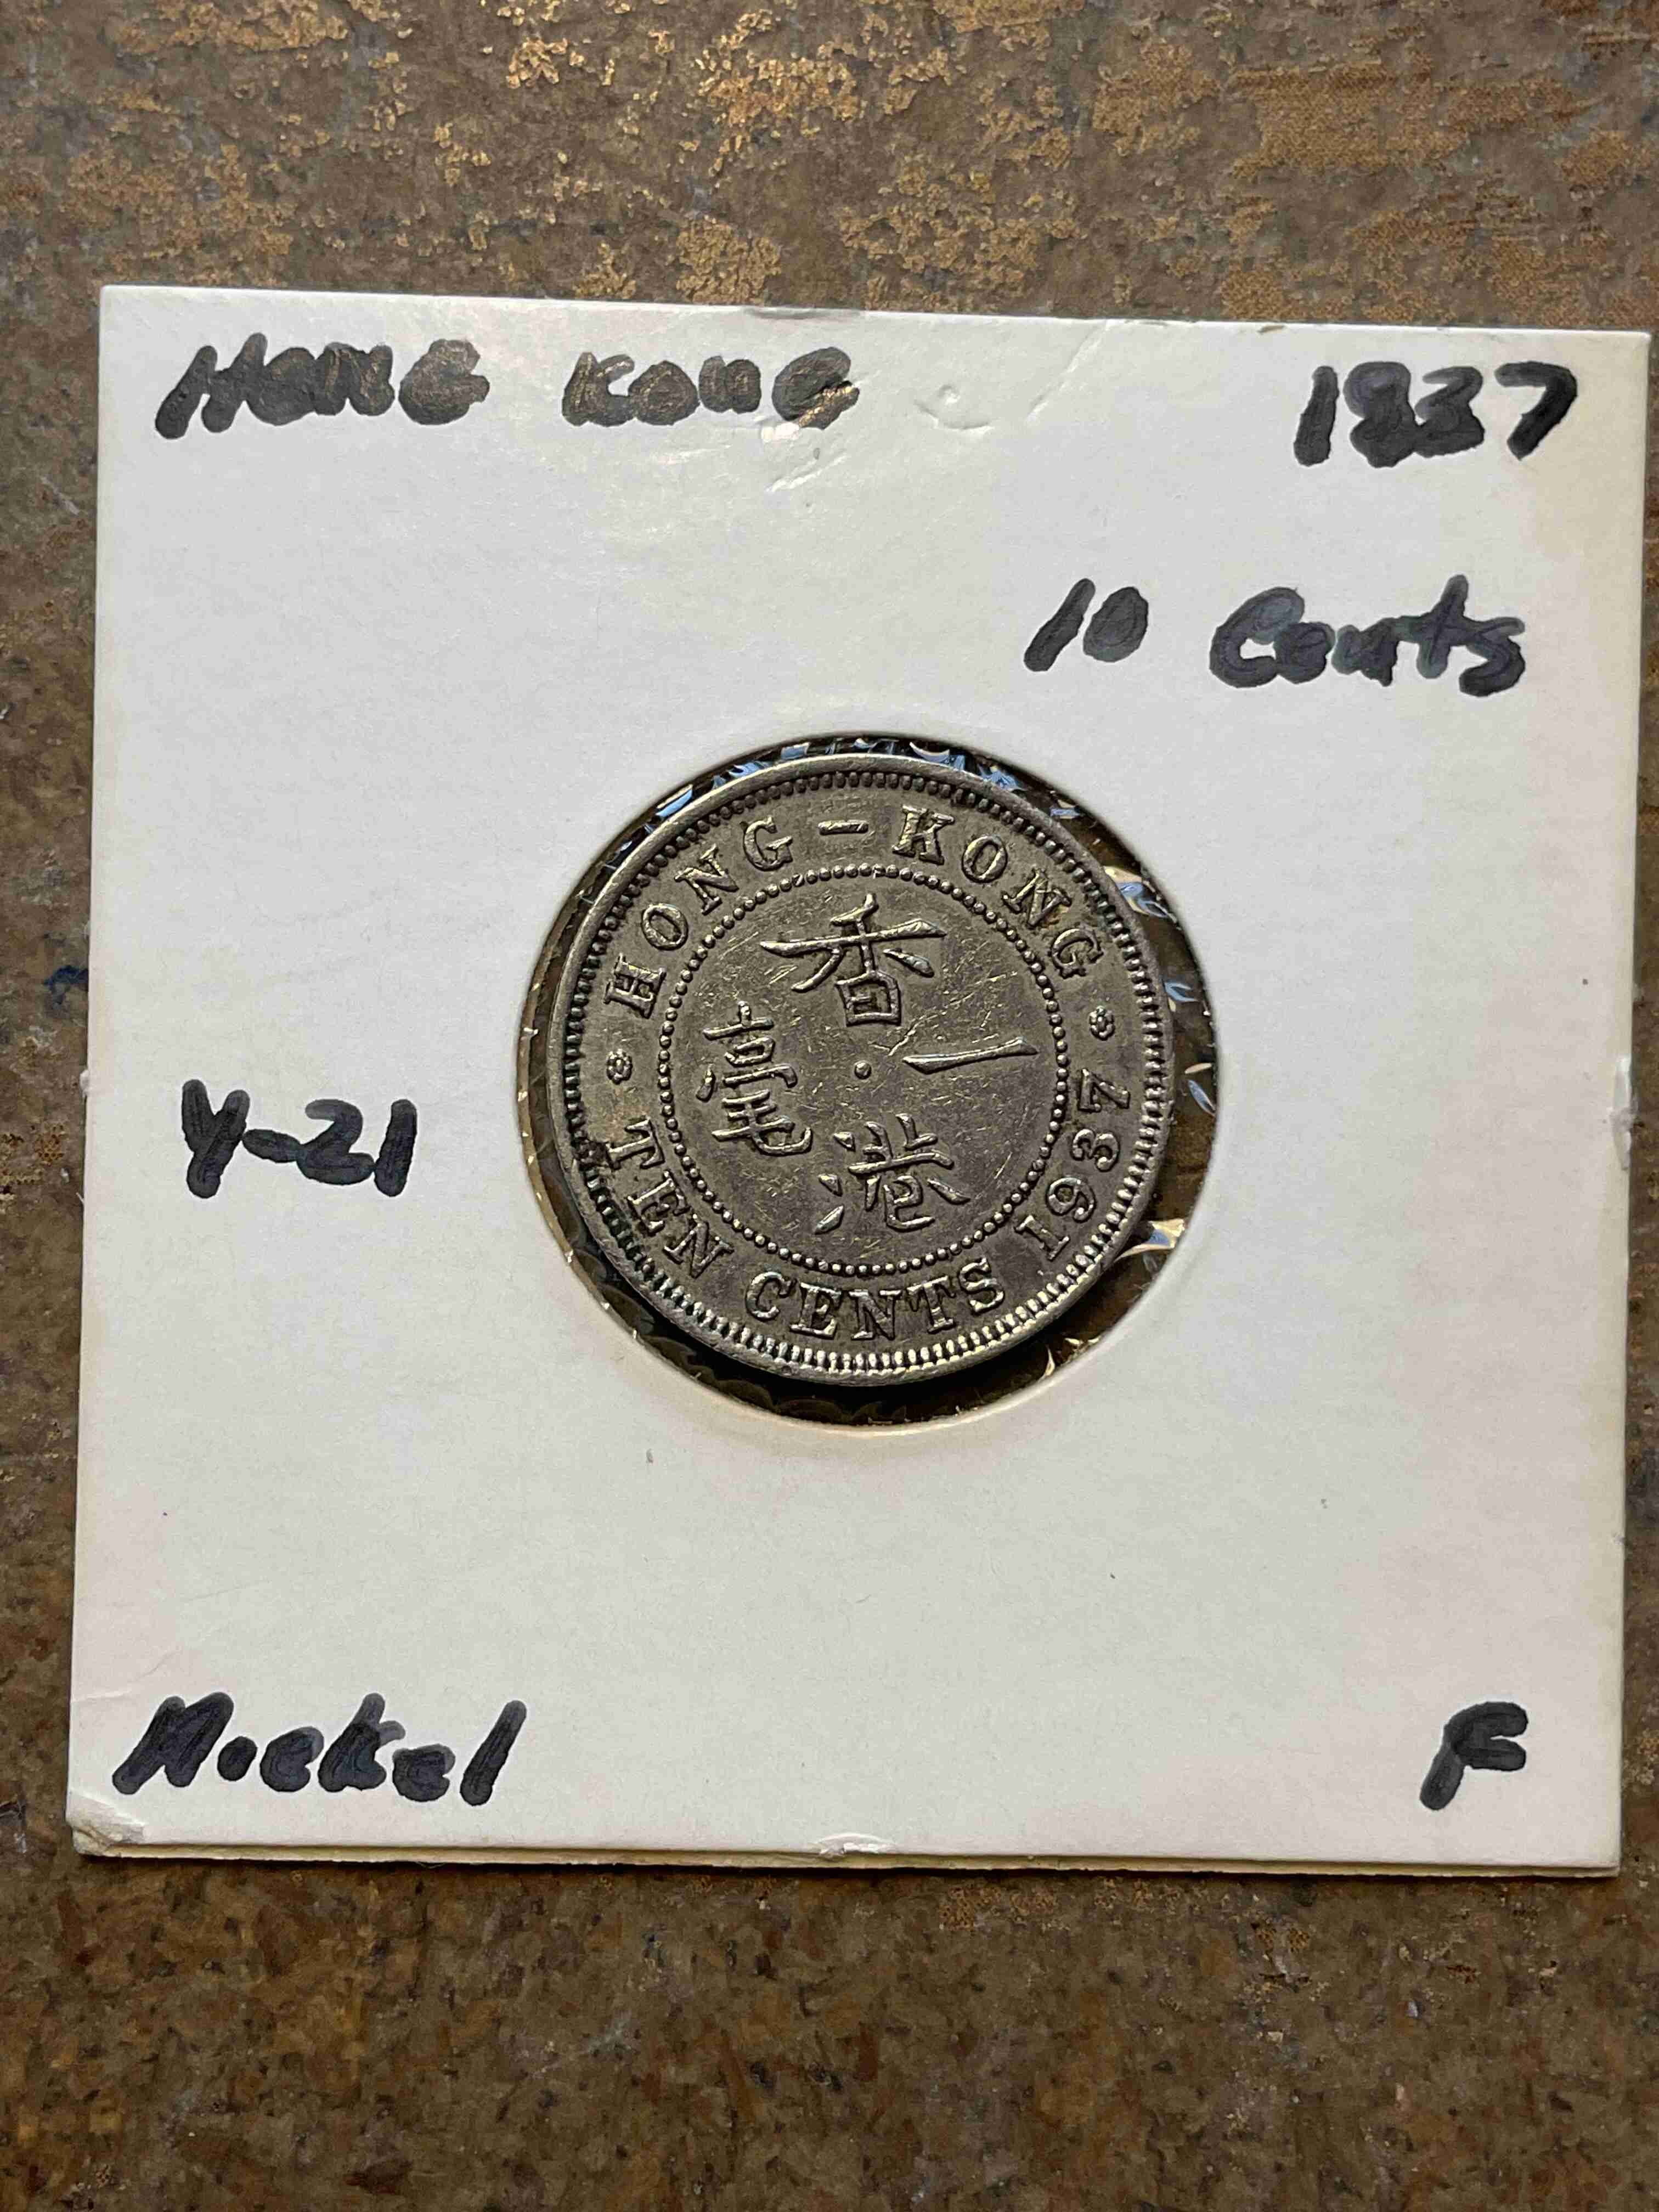 HONG KONG 1937
10 Cents
HONG-KONG
香
毫 一
港
TEN CENTS 1937
Y-21
Nickel F